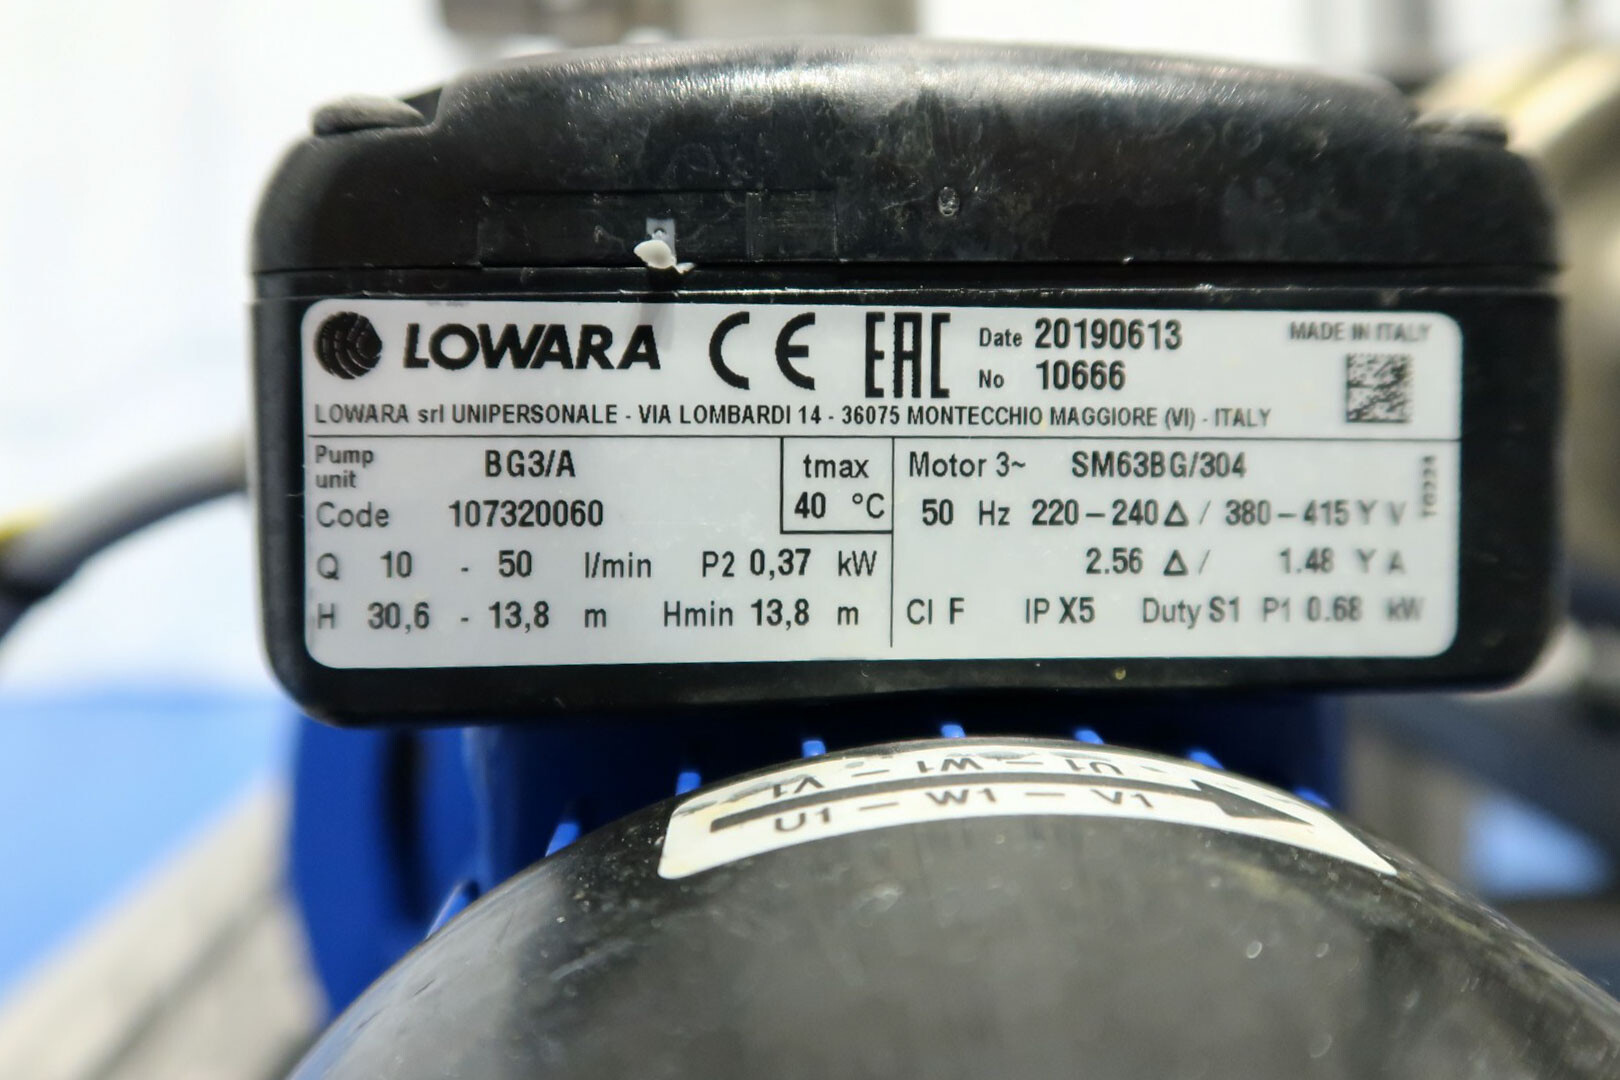 LOWARA CE EAC Date 20190613 MADE IN ITALY
No 10666
LOWARA srl UNIPERSONALE - VIA LOMBARDI 14 - 36075 MONTECCHIO MAGGIORE (VI) - ITALY
Pump unit BG3/A tmax Motor 3~ SM63BG/304
Code 107320060 40 °C 50 Hz 220-240 Δ / 380-415 Y V
Q 10 - 50 l/min P2 0,37 kW 2.56 Δ / 1.48 Y A
H 30,6 - 13,8 m Hmin 13,8 m Cl F IP X5 Duty S1 P1 0.68 kW
V1 - W1 - U1
U1 - W1 - V1